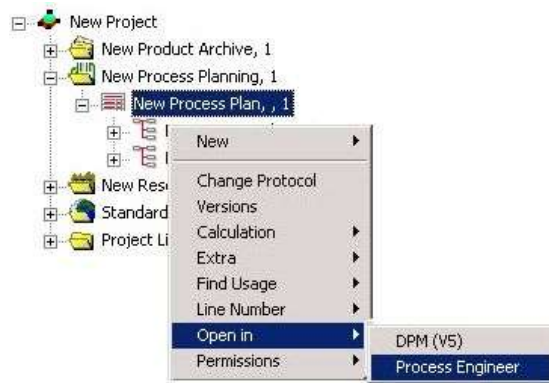 New Project
New Product Archive, 1
New Process Planning, 1
New Process Plan, , 1
New
New Res
Change Protocol
Standard
Versions
Project Li
Calculation
Extra
Find Usage
Line Number
Open in
DPM (V5)
Permissions
Process Engineer